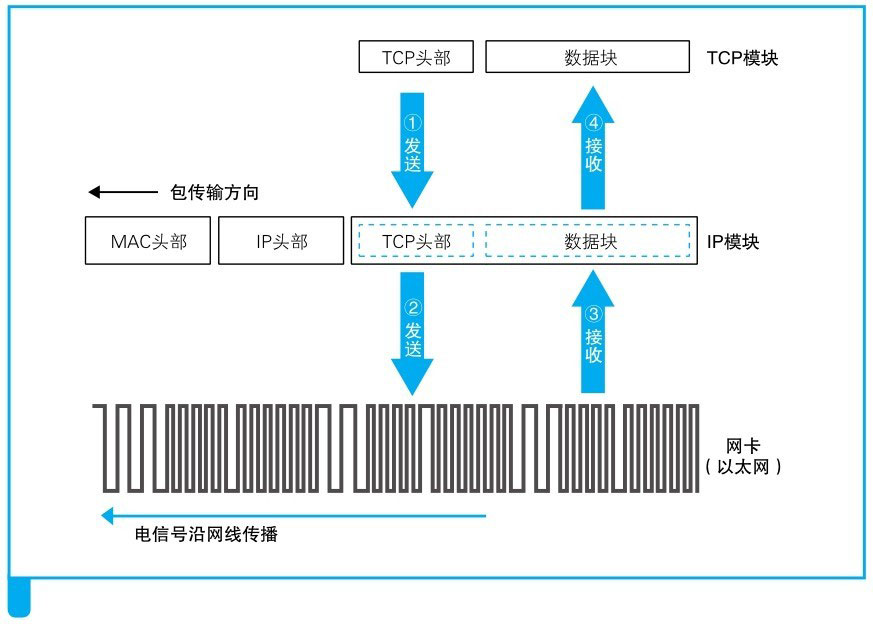 TCP头部 数据块 TCP模块
①发送 ④接收
包传输方向
MAC头部 IP头部 TCP头部 数据块 IP模块
②发送 ③接收
网卡
（以太网）
电信号沿网线传播